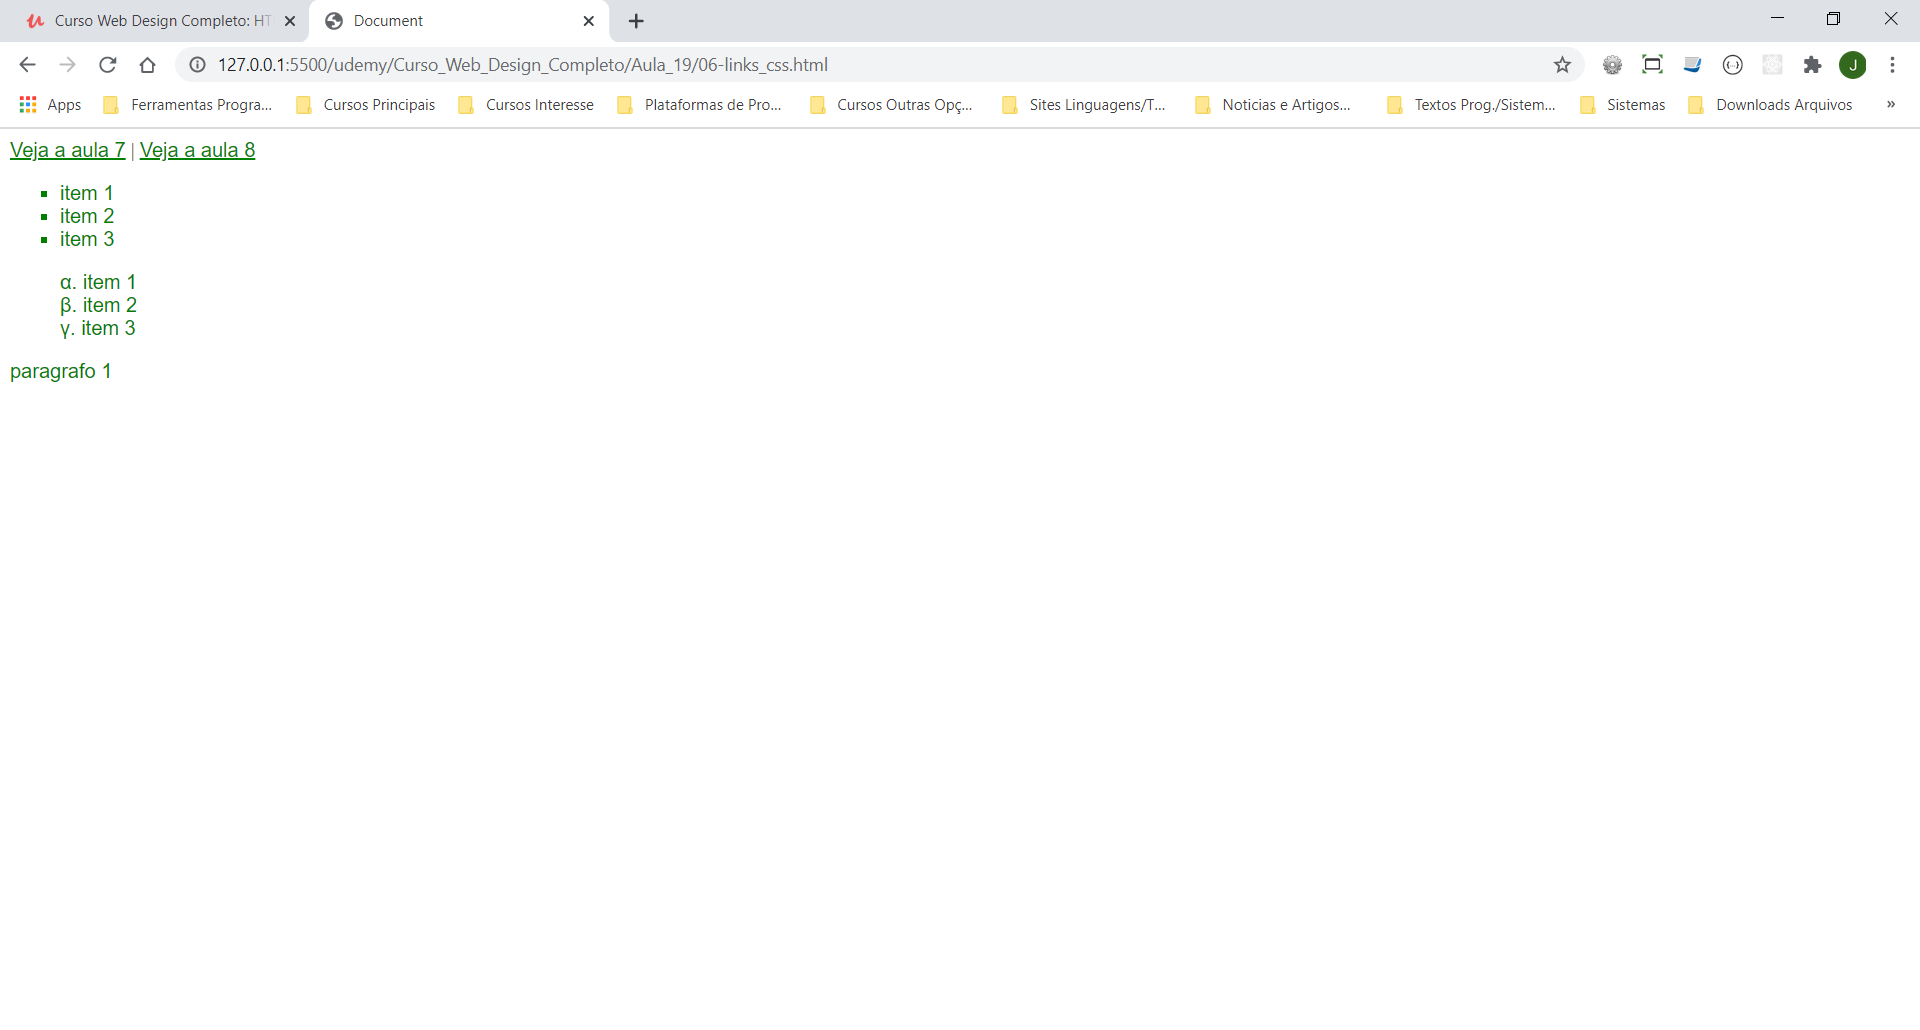 Curso Web Design Completo: HT
Document
127.0.0.1:5500/udemy/Curso_Web_Design_Completo/Aula_19/06-links_css.html
J
Apps Ferramentas Progra... Cursos Principais Cursos Interesse Plataformas de Pro... Cursos Outras Opç... Sites Linguagens/T... Noticias e Artigos... Textos Prog./Sistem... Sistemas Downloads Arquivos »
Veja a aula 7 | Veja a aula 8
▪ item 1
▪ item 2
▪ item 3
α. item 1
β. item 2
γ. item 3
paragrafo 1